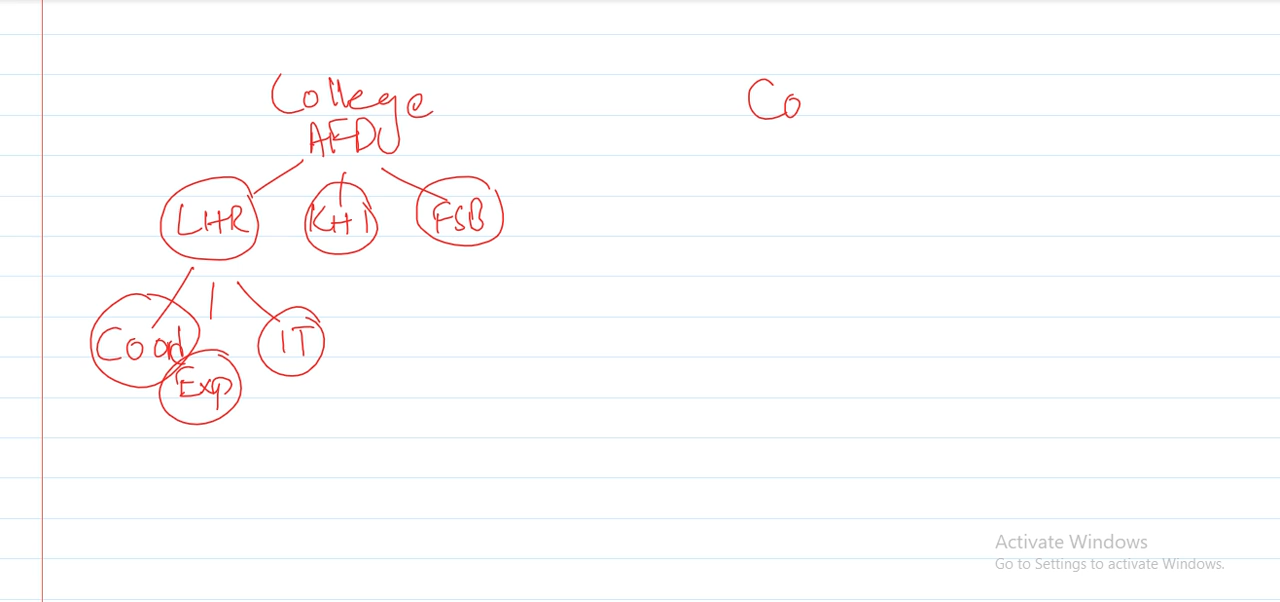 College
Co
AFDU
LHR KHI FSB
Coord IT
Exp
Activate Windows
Go to Settings to activate Windows.